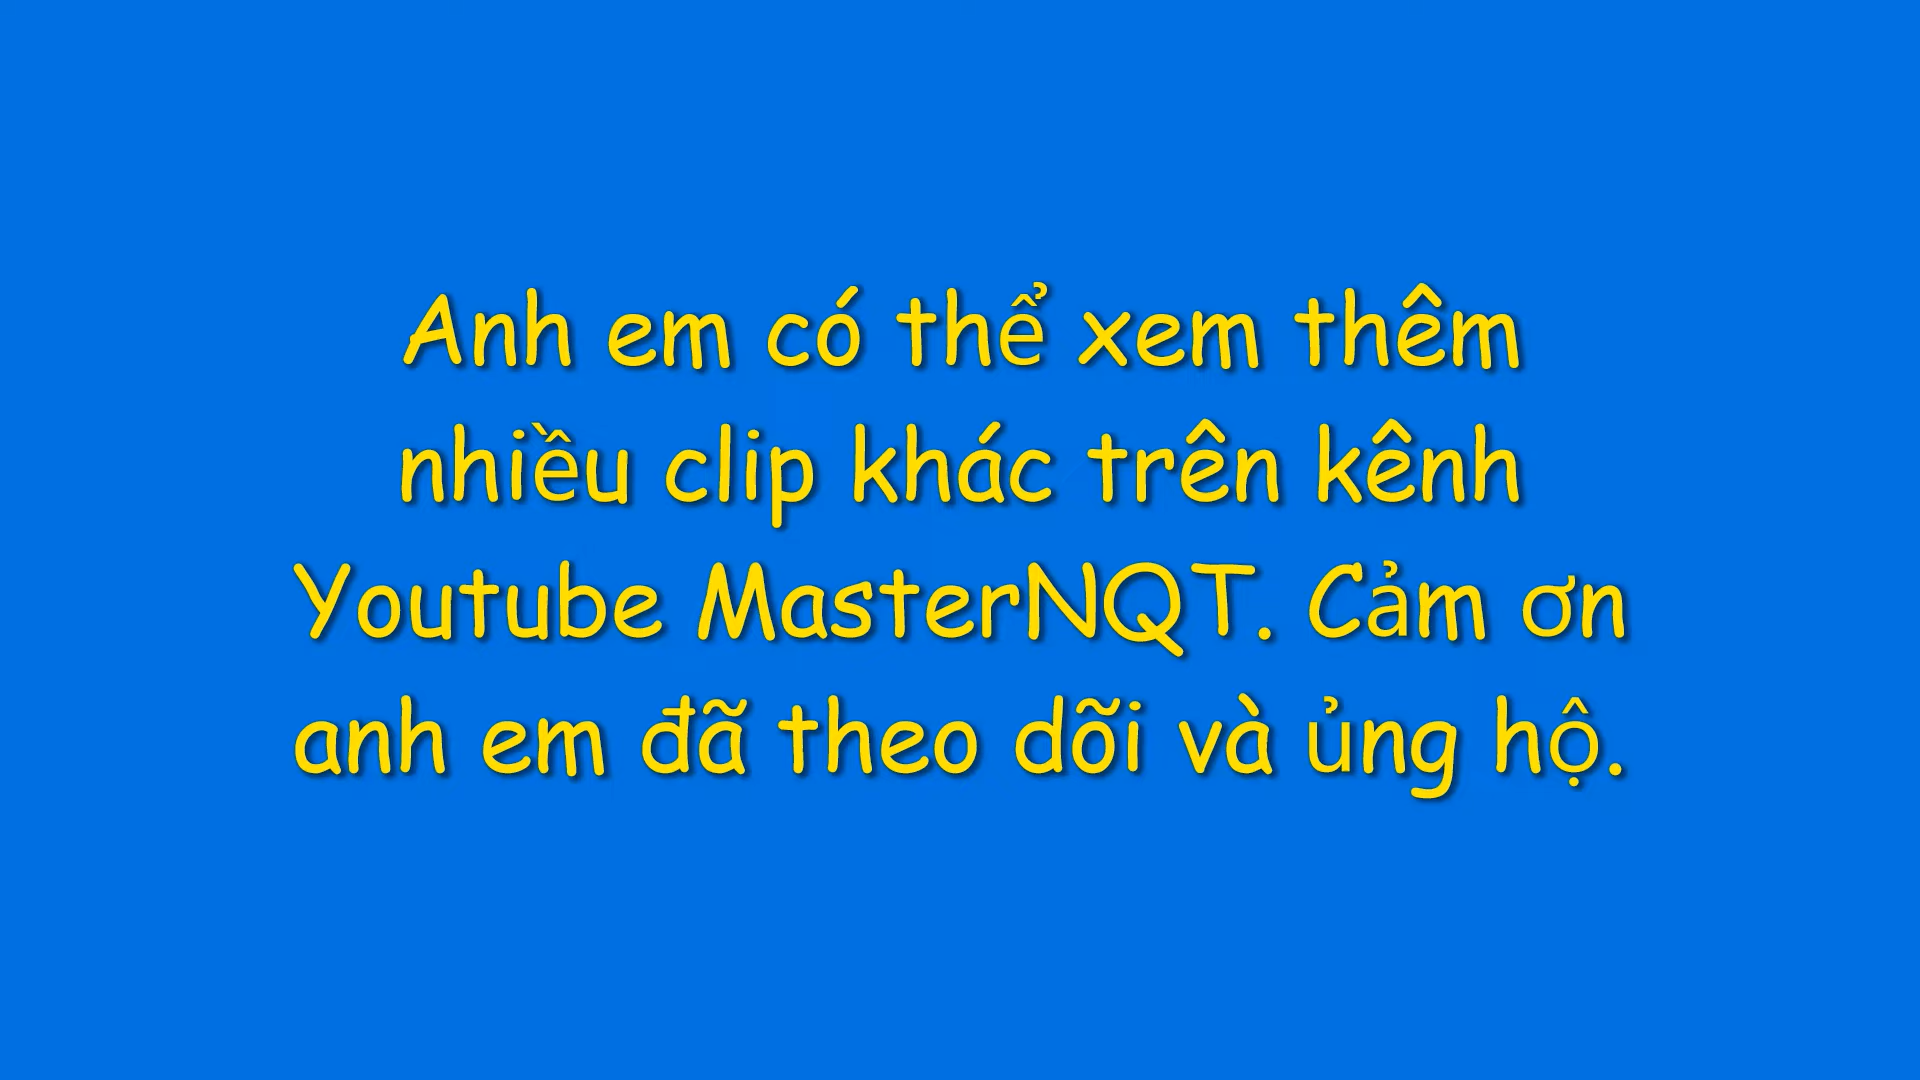 Anh em có thể xem thêm
nhiều clip khác trên kênh
Youtube MasterNQT. Cảm ơn
anh em đã theo dõi và ủng hộ.